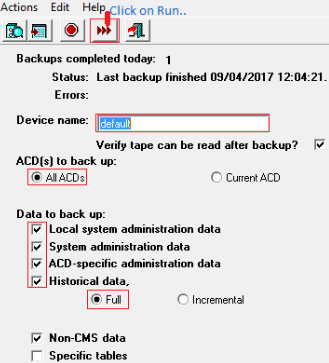 Actions Edit Help Click on Run..
Backups completed today: 1
Status: Last backup finished 09/04/2017 12:04:21.
Errors:
Device name: default
Verify tape can be read after backup?
ACD(s) to back up:
All ACDs Current ACD
Data to back up:
Local system administration data
System administration data
ACD-specific administration data
Historical data,
Full Incremental
Non-CMS data
Specific tables